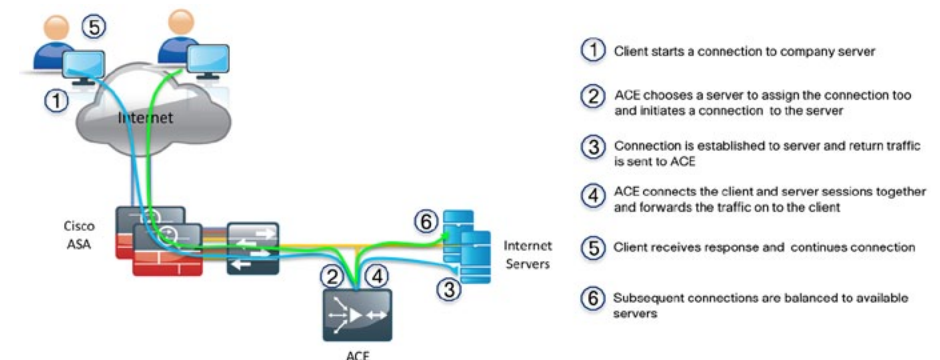 5
1
Internet
Cisco
ASA
2
4
6
3
Internet
Servers
ACE
1 Client starts a connection to company server
2 ACE chooses a server to assign the connection too
and initiates a connection to the server
3 Connection is established to server and return traffic
is sent to ACE
4 ACE connects the client and server sessions together
and forwards the traffic on to the client
5 Client receives response and continues connection
6 Subsequent connections are balanced to available
servers